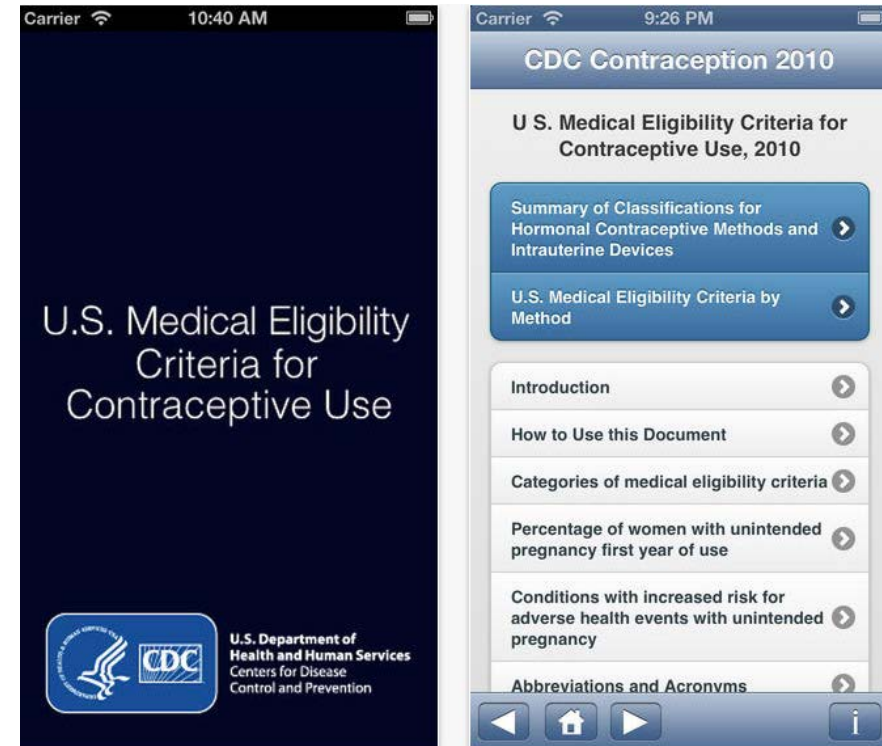 Carrier 10:40 AM
U.S. Medical Eligibility
Criteria for
Contraceptive Use
CDC
U.S. Department of
Health and Human Services
Centers for Disease
Control and Prevention
Carrier 9:26 PM
CDC Contraception 2010
U S. Medical Eligibility Criteria for
Contraceptive Use, 2010
Summary of Classifications for
Hormonal Contraceptive Methods and
Intrauterine Devices
U.S. Medical Eligibility Criteria by
Method
Introduction
How to Use this Document
Categories of medical eligibility criteria
Percentage of women with unintended
pregnancy first year of use
Conditions with increased risk for
adverse health events with unintended
pregnancy
Abbreviations and Acronyms
i